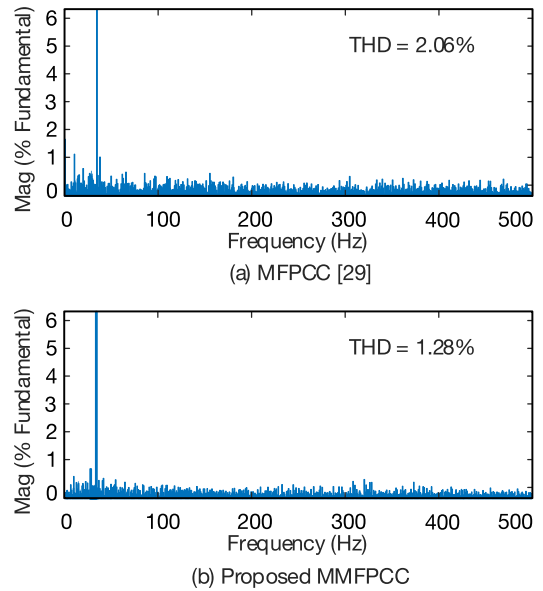 6
5
4
3
2
1
0
Mag (% Fundamental)
THD = 2.06%
0 100 200 300 400 500
Frequency (Hz)
(a) MFPCC [29]
6
5
4
3
2
1
0
Mag (% Fundamental)
THD = 1.28%
0 100 200 300 400 500
Frequency (Hz)
(b) Proposed MMFPCC